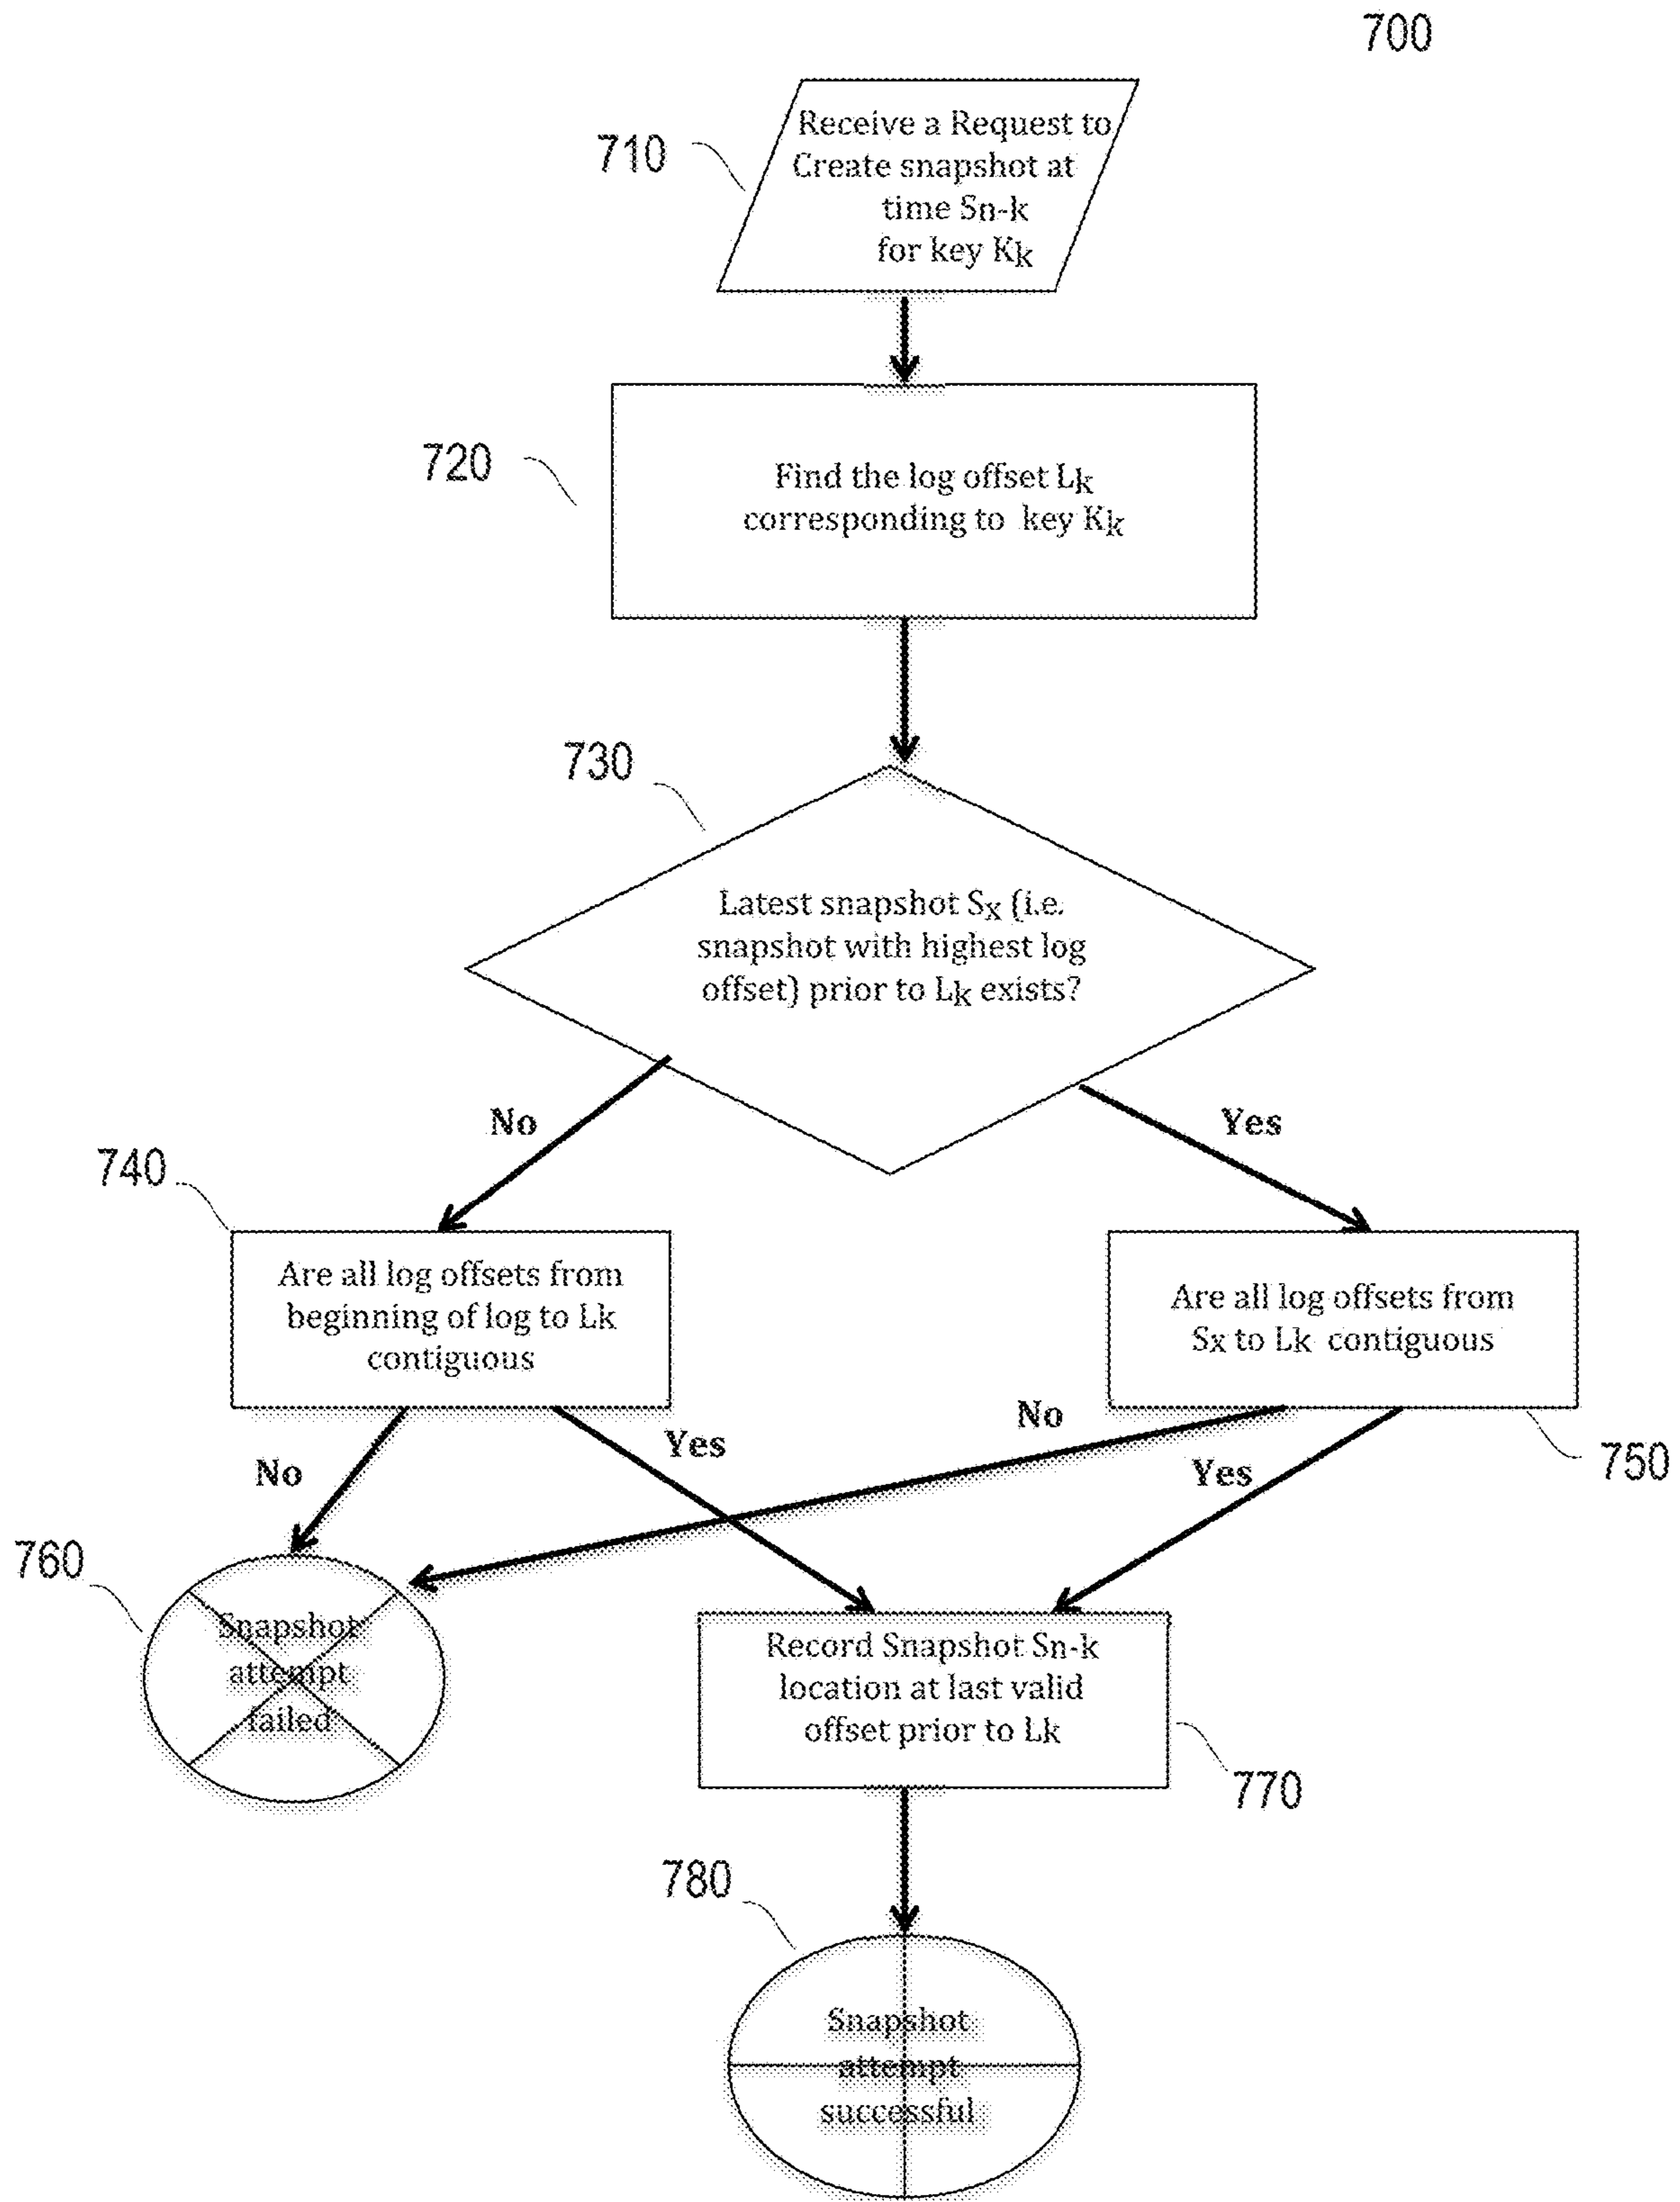 700
710
Receive a Request to
Create snapshot at
time Sn-k
for key Kk
720
Find the log offset Lk
corresponding to key Kk
730
Latest snapshot Sx (i.e.
snapshot with highest log
offset) prior to Lk exists?
No
Yes
740
Are all log offsets from
beginning of log to Lk
contiguous
Are all log offsets from
Sx to Lk contiguous
750
No
Yes
No
Yes
760
Snapshot
attempt
failed
Record Snapshot Sn-k
location at last valid
offset prior to Lk
770
780
Snapshot
attempt
successful